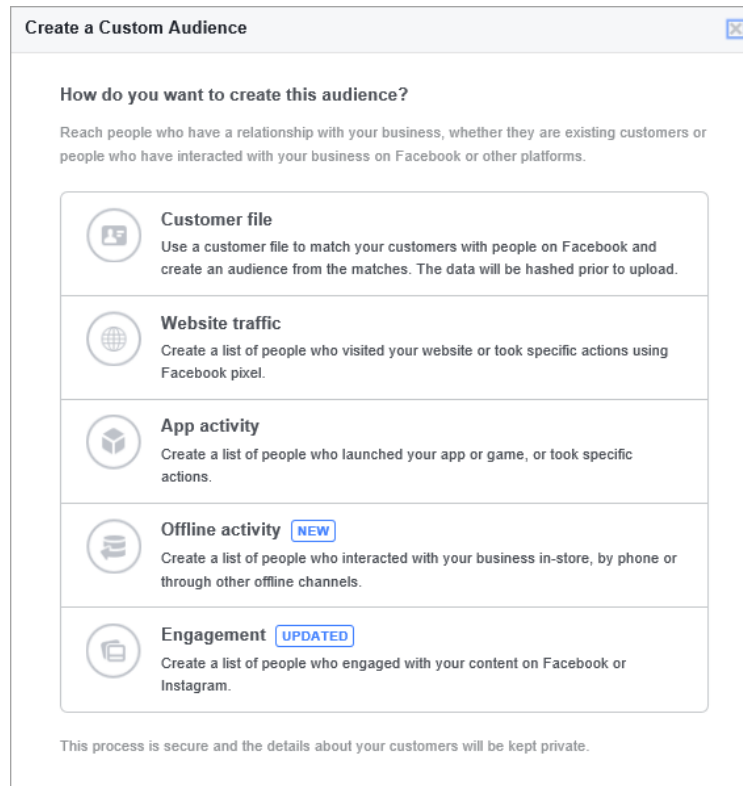 Create a Custom Audience
How do you want to create this audience?
Reach people who have a relationship with your business, whether they are existing customers or
people who have interacted with your business on Facebook or other platforms.
Customer file
Use a customer file to match your customers with people on Facebook and
create an audience from the matches. The data will be hashed prior to upload.
Website traffic
Create a list of people who visited your website or took specific actions using
Facebook pixel.
App activity
Create a list of people who launched your app or game, or took specific
actions.
Offline activity NEW
Create a list of people who interacted with your business in-store, by phone or
through other offline channels.
Engagement UPDATED
Create a list of people who engaged with your content on Facebook or
Instagram.
This process is secure and the details about your customers will be kept private.